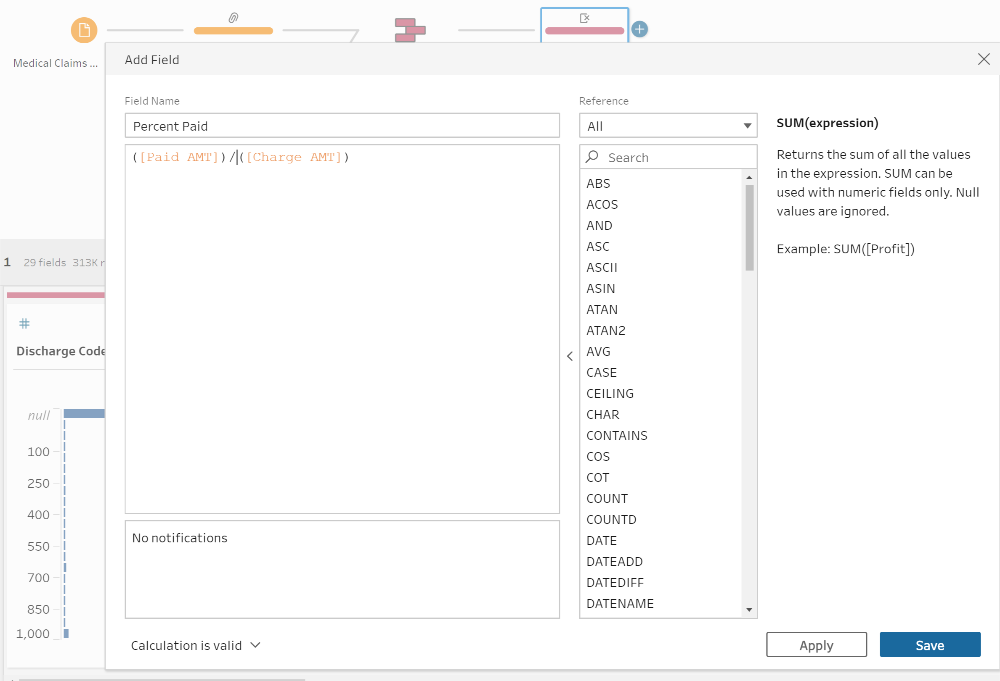 Medical Claims ...
Add Field
Field Name
Percent Paid
([Paid AMT])/([Charge AMT])
No notifications
Calculation is valid
Reference
All
Search
ABS
ACOS
AND
ASC
ASCII
ASIN
ATAN
ATAN2
AVG
CASE
CEILING
CHAR
CONTAINS
COS
COT
COUNT
COUNTD
DATE
DATEADD
DATEDIFF
DATENAME
SUM(expression)
Returns the sum of all the values
in the expression. SUM can be
used with numeric fields only. Null
values are ignored.
Example: SUM([Profit])
Apply
Save
1 29 fields 313K r
#
Discharge Code
null
100
250
400
550
700
850
1,000